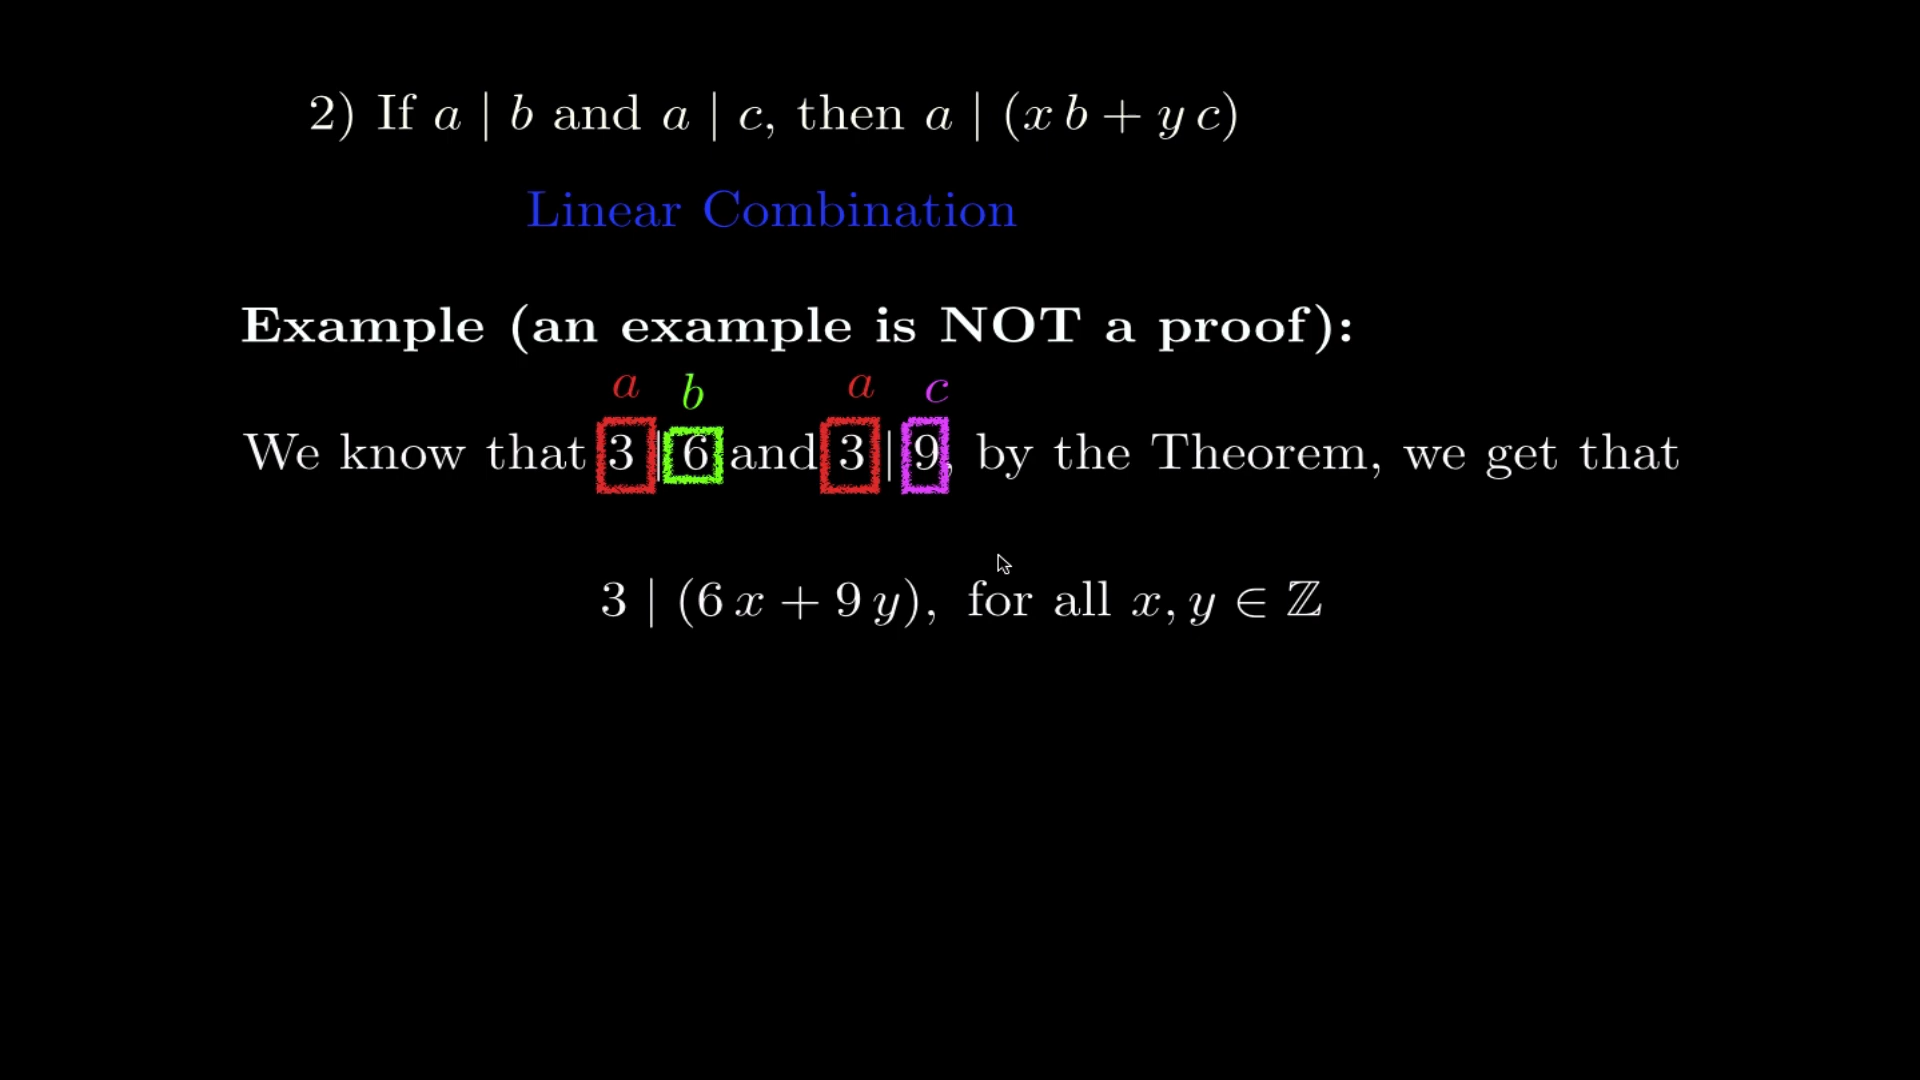 2) If a | b and a | c, then a | (x b + y c)
Linear Combination
Example (an example is NOT a proof):
a b a c
We know that 3 | 6 and 3 | 9, by the Theorem, we get that
3 | (6 x + 9 y), for all x, y ∈ ℤ